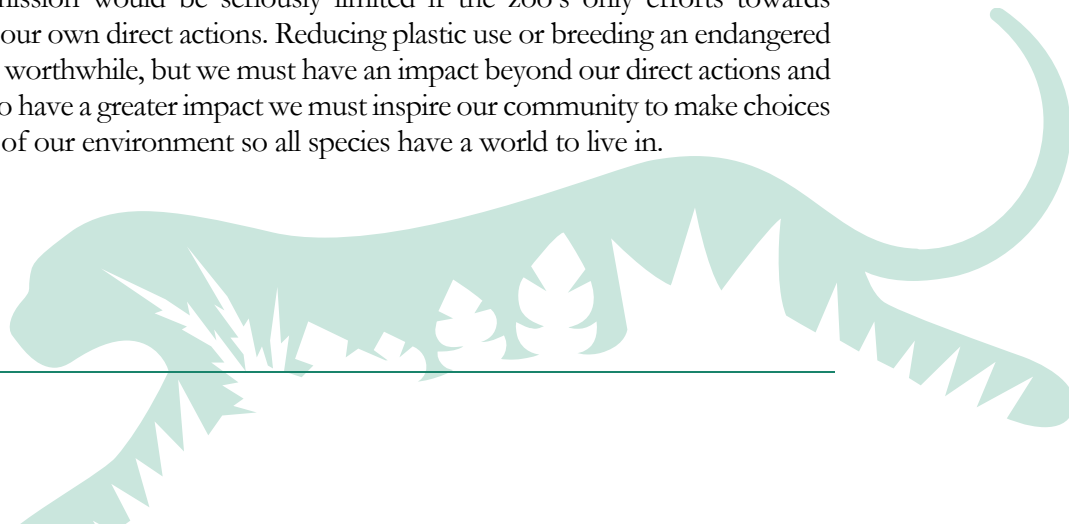 mission would be seriously limited if the zoo's only efforts towards
our own direct actions. Reducing plastic use or breeding an endangered
worthwhile, but we must have an impact beyond our direct actions and
o have a greater impact we must inspire our community to make choices
of our environment so all species have a world to live in.